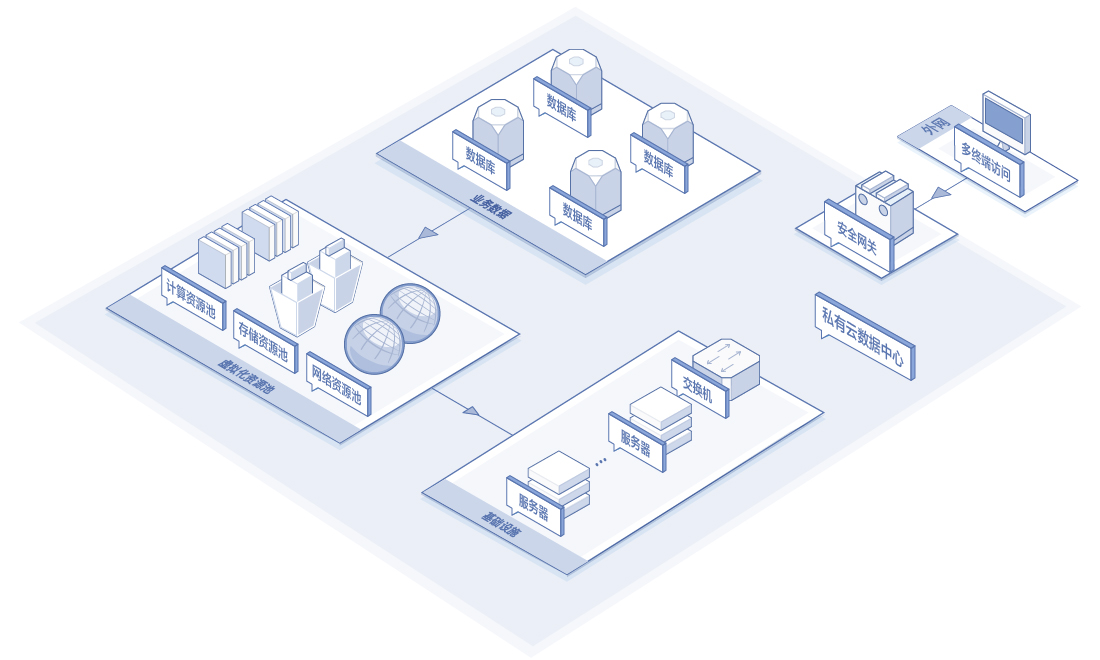 数据库
数据库
数据库
数据库
业务数据
外网
多终端访问
安全网关
私有云数据中心
计算资源池
存储资源池
网络资源池
虚拟化资源池
交换机
服务器
服务器
基础设施